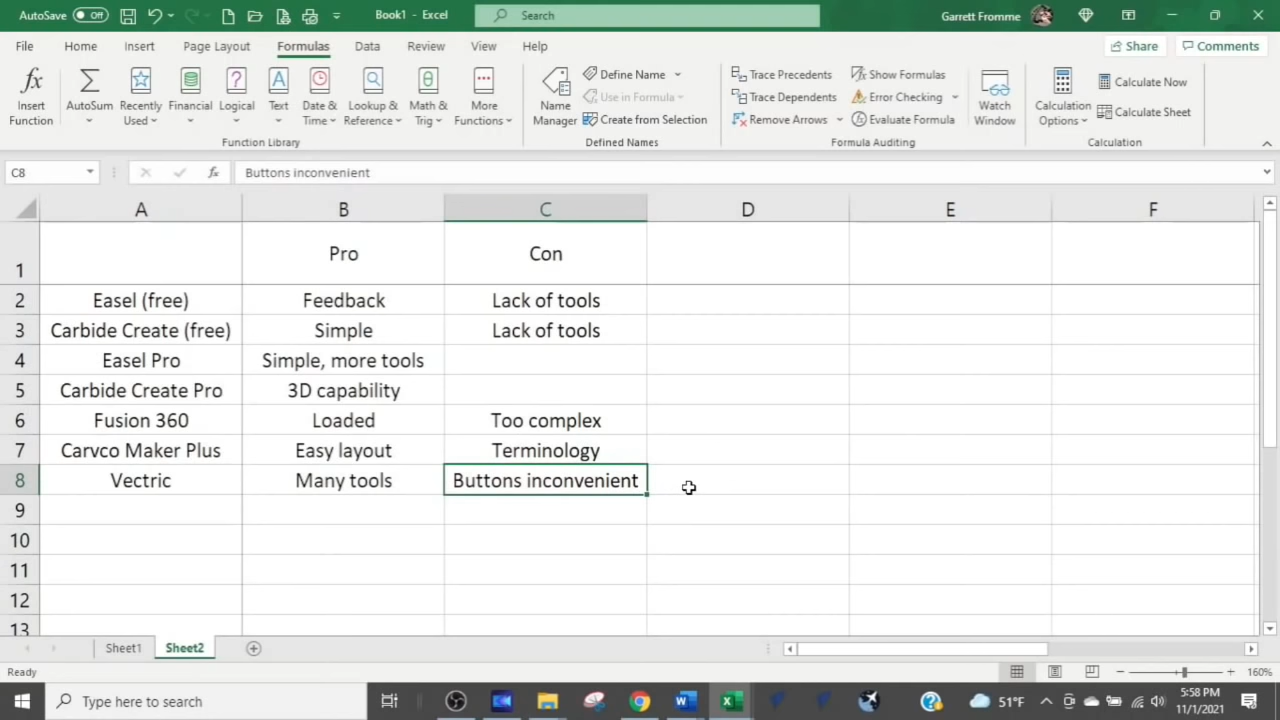 AutoSave Off Book1 - Excel Search Garrett Fromme
File Home Insert Page Layout Formulas Data Review View Help Share Comments
Insert Function
AutoSum
Recently Used
Financial
Logical
Text
Date & Time
Lookup & Reference
Math & Trig
More Functions
Function Library
Name Manager
Define Name
Use in Formula
Create from Selection
Defined Names
Trace Precedents
Trace Dependents
Remove Arrows
Show Formulas
Error Checking
Evaluate Formula
Formula Auditing
Watch Window
Calculation Options
Calculate Now
Calculate Sheet
Calculation
C8 fx Buttons inconvenient
A B C D E F
1 Pro Con
2 Easel (free) Feedback Lack of tools
3 Carbide Create (free) Simple Lack of tools
4 Easel Pro Simple, more tools
5 Carbide Create Pro 3D capability
6 Fusion 360 Loaded Too complex
7 Carvco Maker Plus Easy layout Terminology
8 Vectric Many tools Buttons inconvenient
9
10
11
12
13
Sheet1 Sheet2
Ready 160%
Type here to search 51°F 5:58 PM
11/1/2021